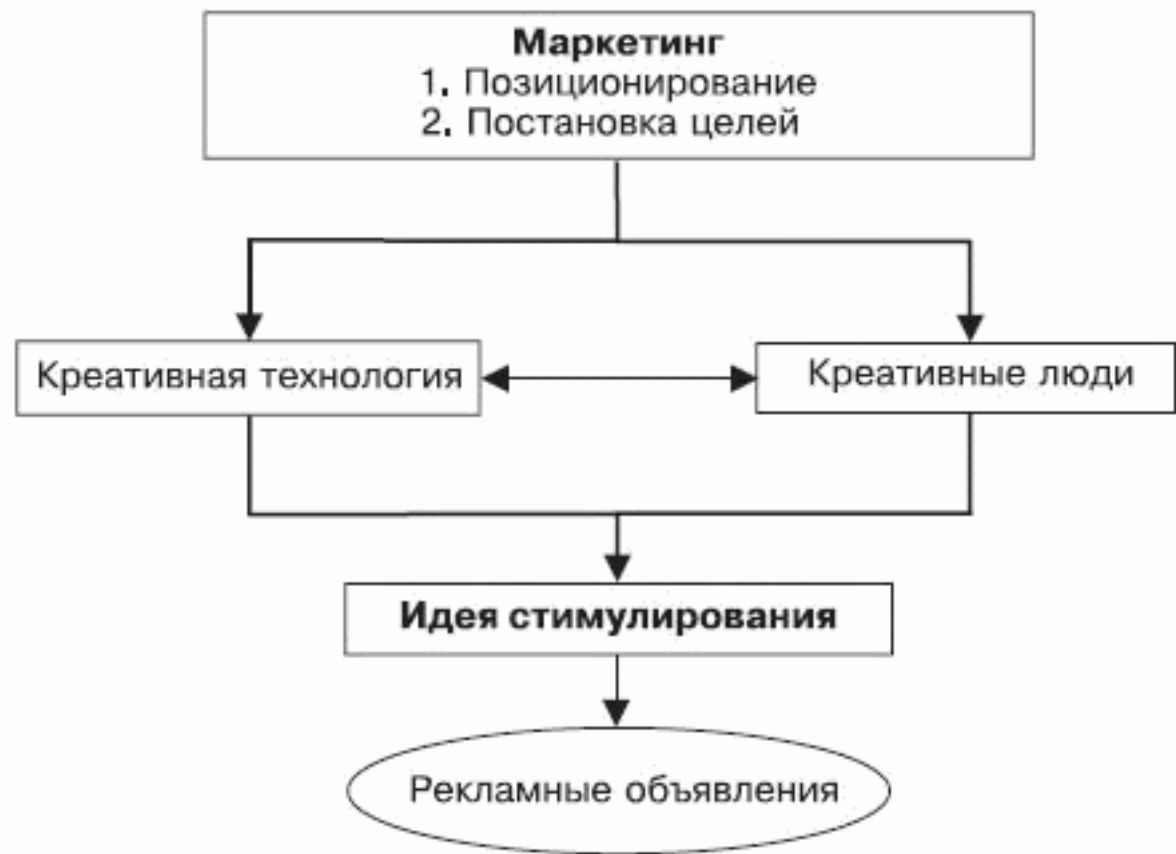 Маркетинг
1. Позиционирование
2. Постановка целей
Креативная технология
Креативные люди
Идея стимулирования
Рекламные объявления